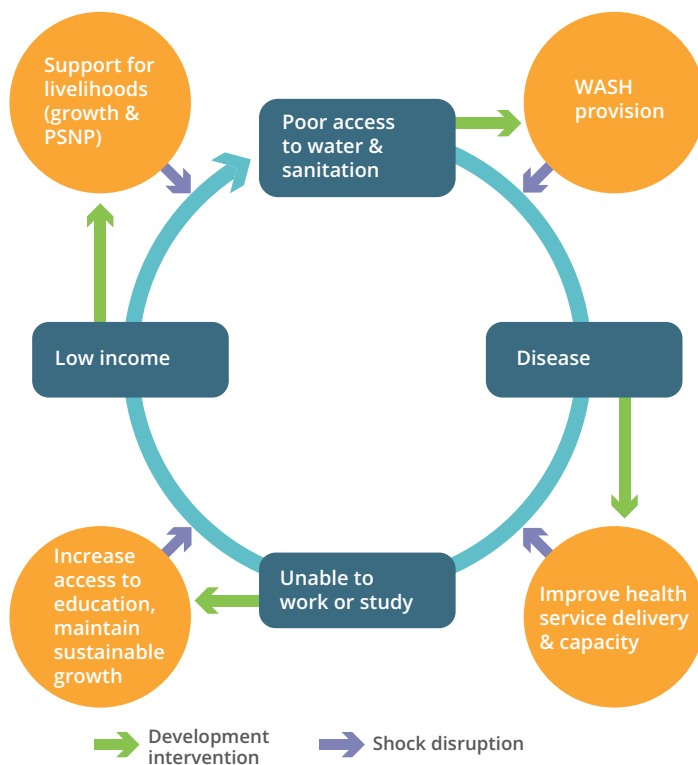 Support for
livelihoods
(growth &
PSNP)
WASH
provision
Poor access
to water &
sanitation
Low income
Disease
Increase
access to
education,
maintain
sustainable
growth
Unable to
work or study
Improve health
service delivery
& capacity
Development
intervention
Shock disruption